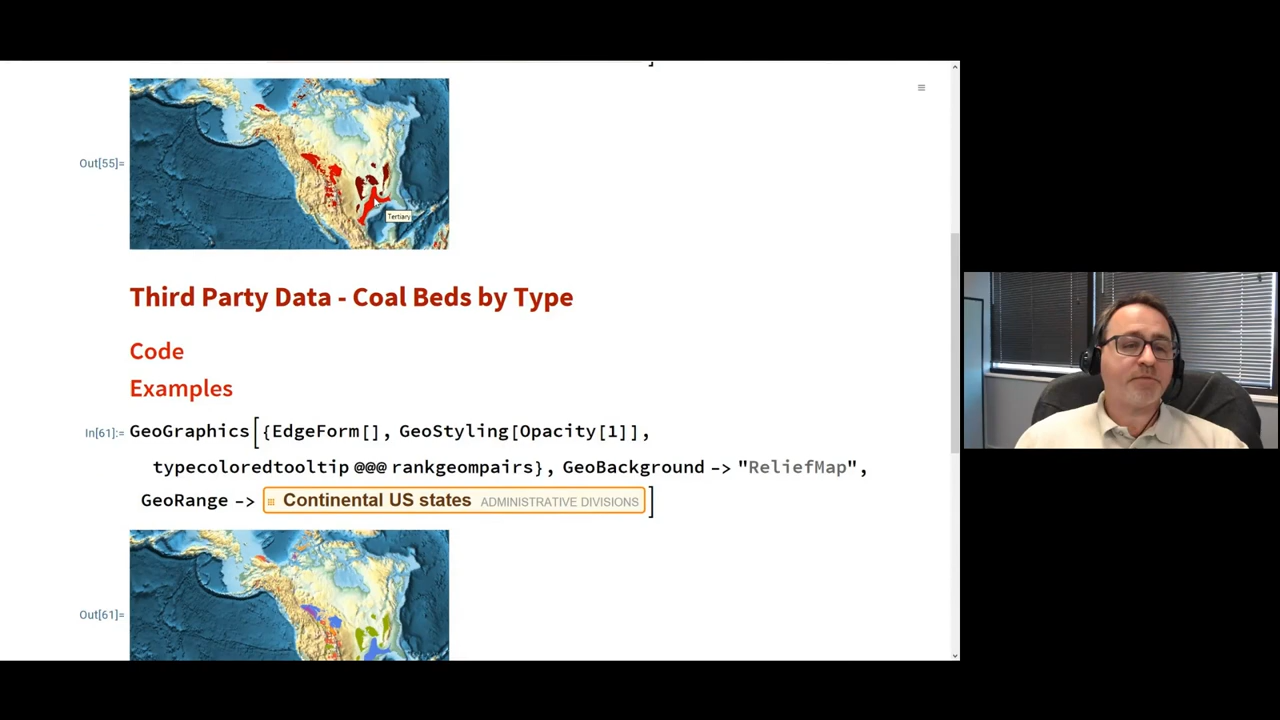 ]
Out[55]=
Tertiary
Third Party Data - Coal Beds by Type
Code
Examples
In[61]:= GeoGraphics[{EdgeForm[], GeoStyling[Opacity[1]],
typecoloredtooltip @@@ rankgeompairs}, GeoBackground -> "ReliefMap",
GeoRange -> Continental US states ADMINISTRATIVE DIVISIONS ]
Out[61]=